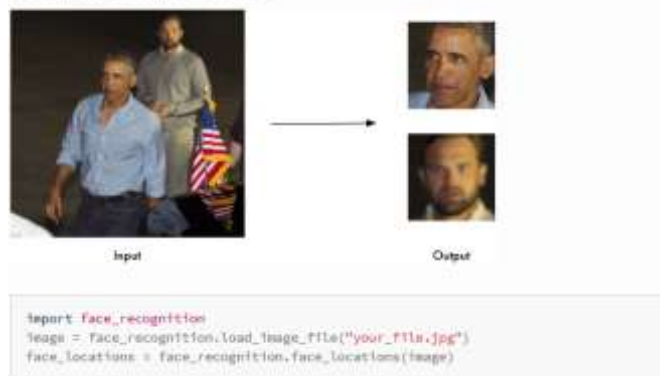 Input
Output
import face_recognition
image = face_recognition.load_image_file("your_file.jpg")
face_locations = face_recognition.face_locations(image)